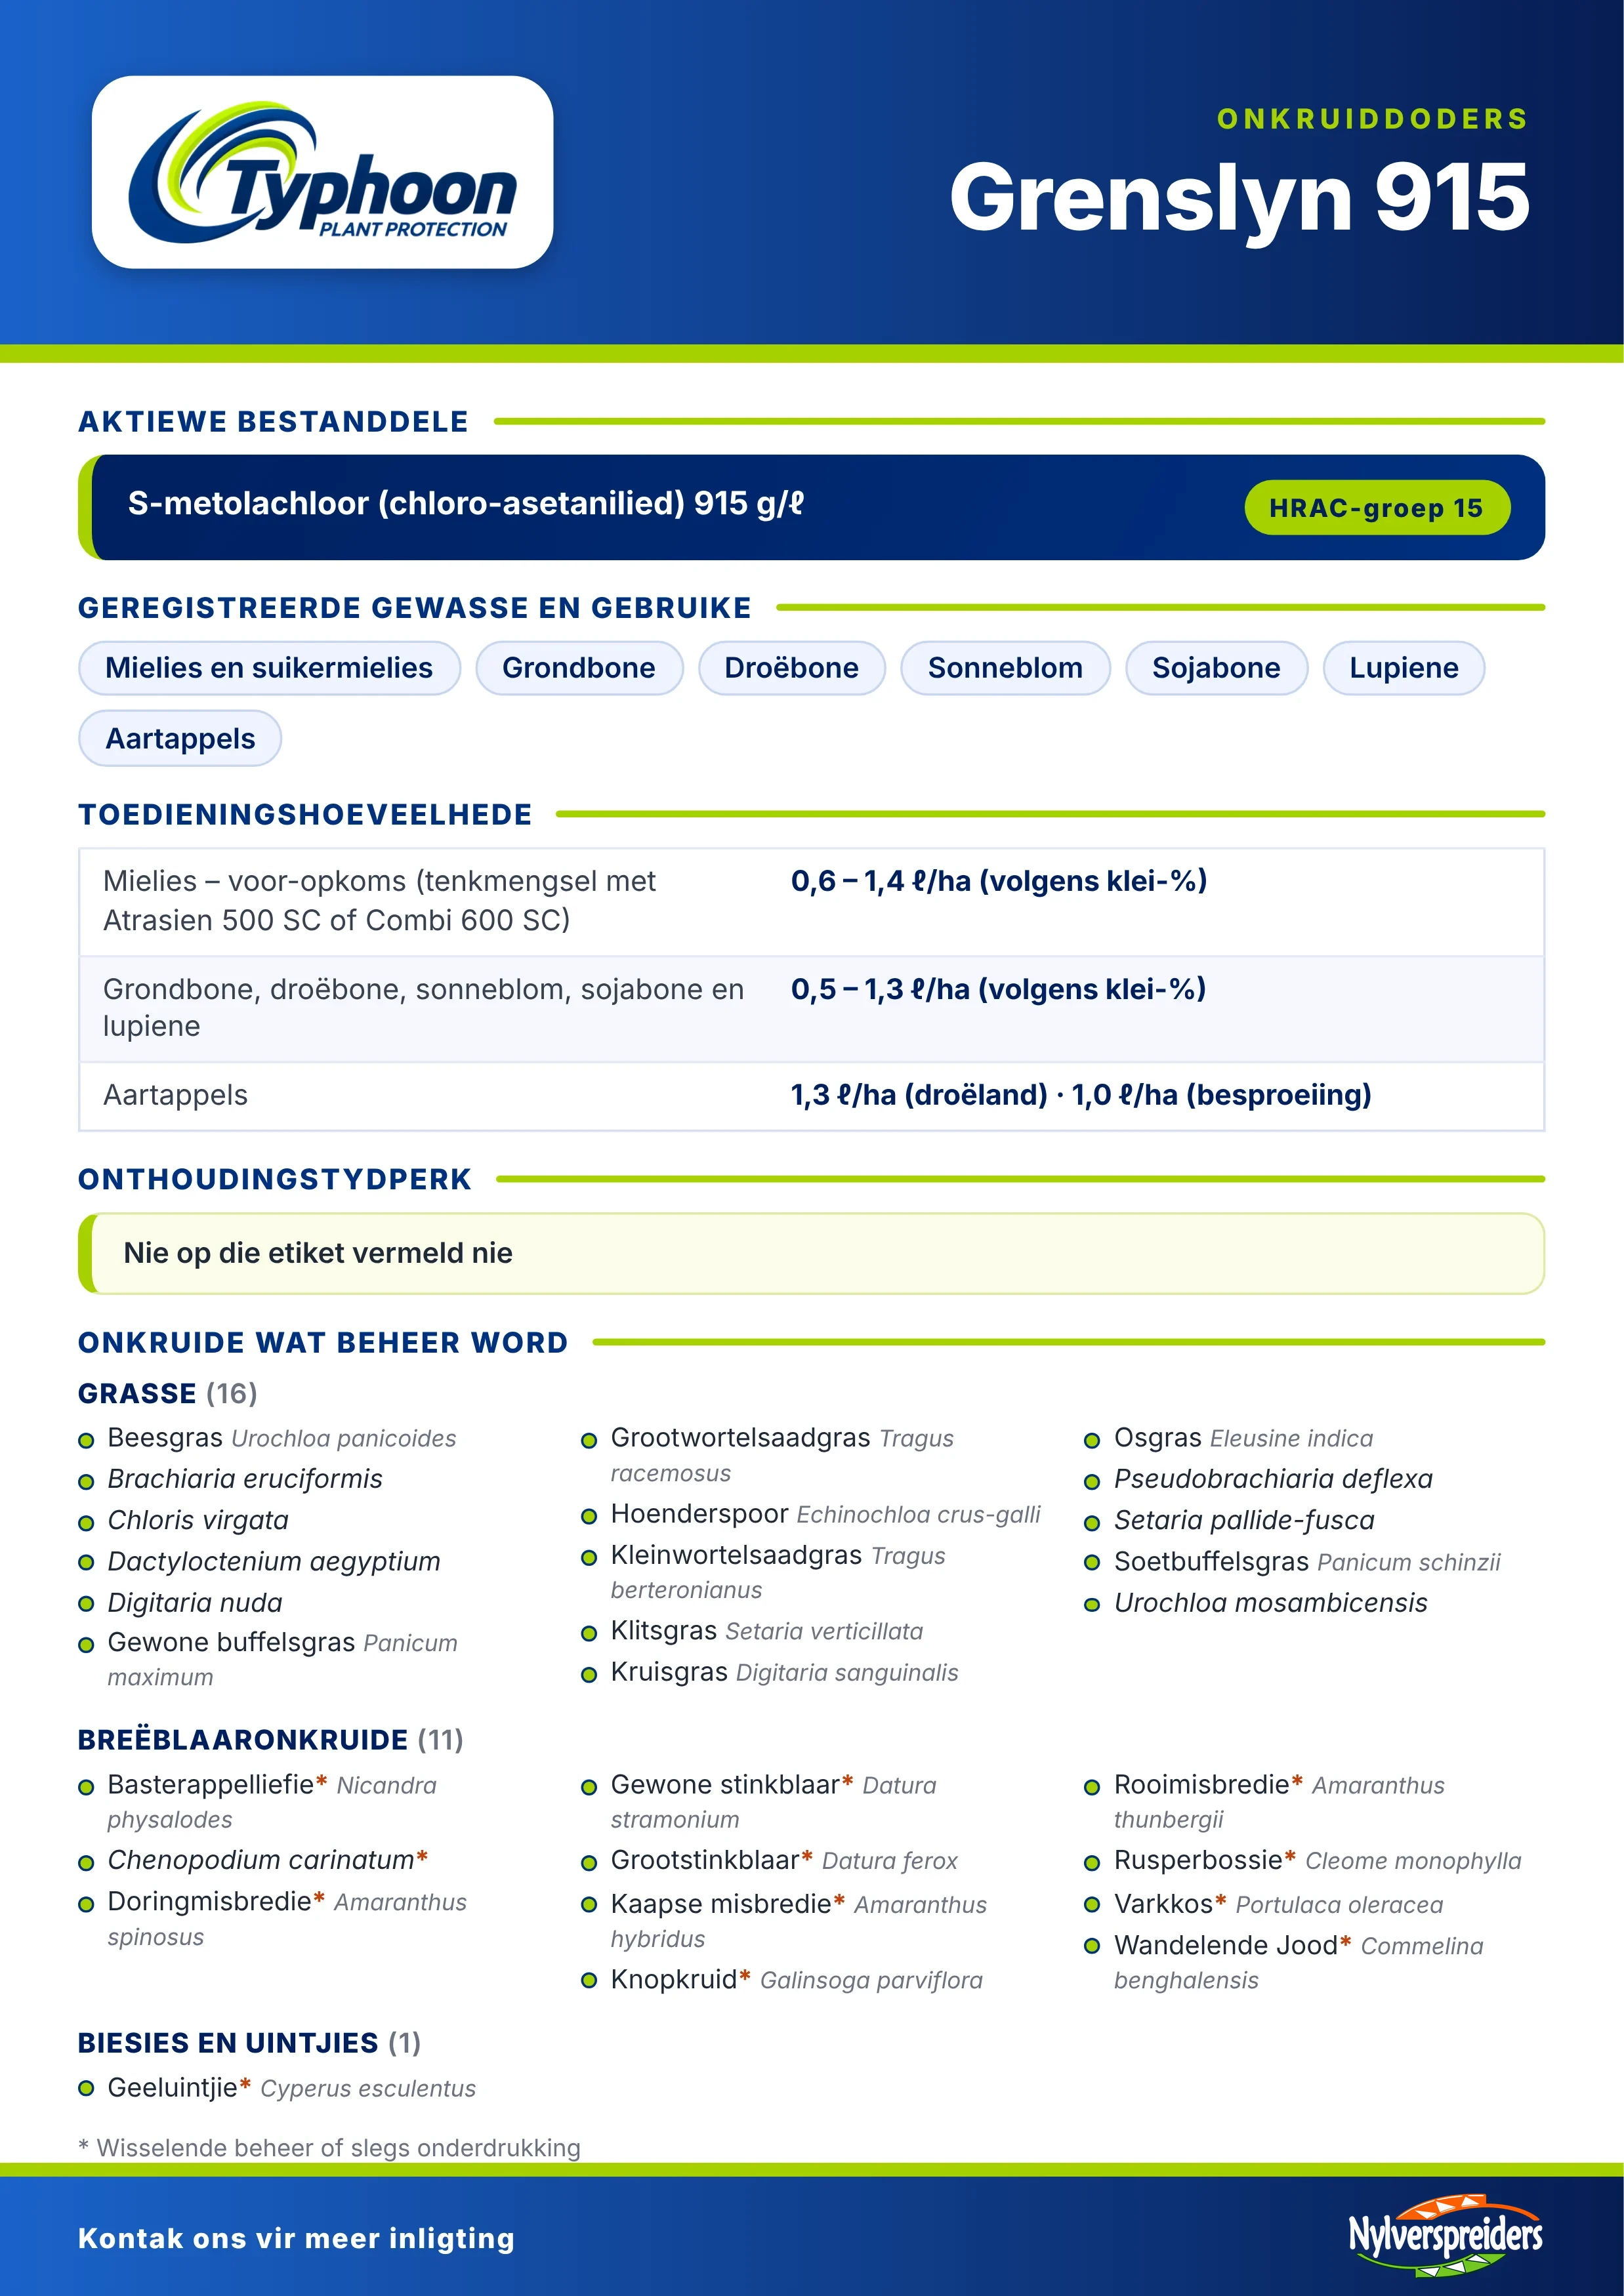 Typhoon
PLANT PROTECTION
ONKRUIDDODERS
Grenslyn 915
AKTIEWE BESTANDDELE
S-metolachloor (chloro-asetanilied) 915 g/ℓ
HRAC-groep 15
GEREGISTREERDE GEWASSE EN GEBRUIKE
Mielies en suikermielies
Grondbone
Droëbone
Sonneblom
Sojabone
Lupiene
Aartappels
TOEDIENINGSHOEVEELHEDE
Mielies – voor-opkoms (tenkmengsel met
Atrasien 500 SC of Combi 600 SC)
0,6 – 1,4 ℓ/ha (volgens klei-%)
Grondbone, droëbone, sonneblom, sojabone en
lupiene
0,5 – 1,3 ℓ/ha (volgens klei-%)
Aartappels
1,3 ℓ/ha (droëland) · 1,0 ℓ/ha (besproeiing)
ONTHOUDINGSTYDPERK
Nie op die etiket vermeld nie
ONKRUIDE WAT BEHEER WORD
GRASSE (16)
Beesgras Urochloa panicoides
Brachiaria eruciformis
Chloris virgata
Dactyloctenium aegyptium
Digitaria nuda
Gewone buffelsgras Panicum
maximum
Grootwortelsaadgras Tragus
racemosus
Hoenderspoor Echinochloa crus-galli
Kleinwortelsaadgras Tragus
berteronianus
Klitsgras Setaria verticillata
Kruisgras Digitaria sanguinalis
Osgras Eleusine indica
Pseudobrachiaria deflexa
Setaria pallide-fusca
Soetbuffelsgras Panicum schinzii
Urochloa mosambicensis
BREËBLAARONKRUIDE (11)
Basterappelliefie* Nicandra
physalodes
Chenopodium carinatum*
Doringmisbredie* Amaranthus
spinosus
Gewone stinkblaar* Datura
stramonium
Grootstinkblaar* Datura ferox
Kaapse misbredie* Amaranthus
hybridus
Knopkruid* Galinsoga parviflora
Rooimisbredie* Amaranthus
thunbergii
Rusperbossie* Cleome monophylla
Varkkos* Portulaca oleracea
Wandelende Jood* Commelina
benghalensis
BIESIES EN UINTJIES (1)
Geeluintjie* Cyperus esculentus
* Wisselende beheer of slegs onderdrukking
Kontak ons vir meer inligting
Nylverspreiders